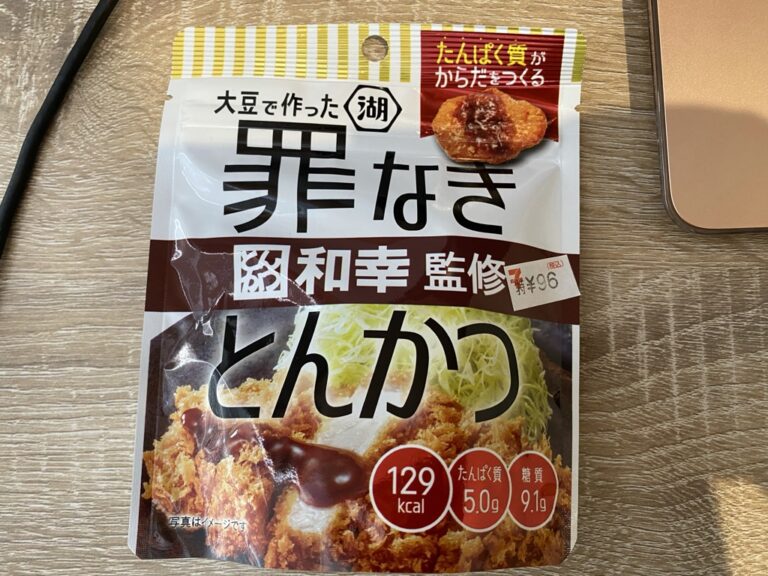 たんぱく質が
からだをつくる
大豆で作った 湖
罪なき
和幸 監修
(税込)
特¥96
とんかつ
129
kcal
たんぱく質
5.0g
糖質
9.1g
写真はイメージです